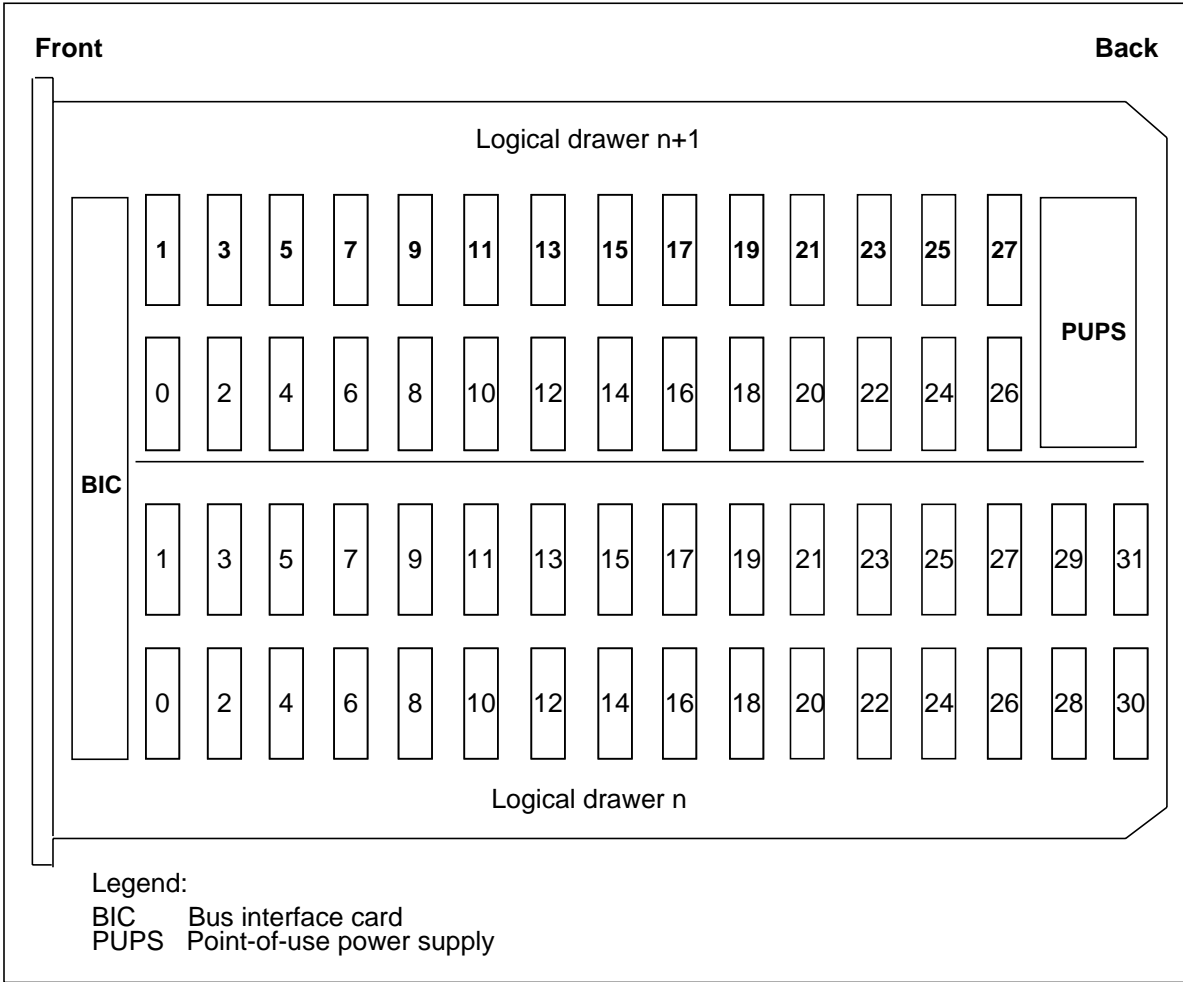 Front Back
Logical drawer n+1
1 3 5 7 9 11 13 15 17 19 21 23 25 27
PUPS
0 2 4 6 8 10 12 14 16 18 20 22 24 26
BIC
1 3 5 7 9 11 13 15 17 19 21 23 25 27 29 31
0 2 4 6 8 10 12 14 16 18 20 22 24 26 28 30
Logical drawer n
Legend:
BIC Bus interface card
PUPS Point-of-use power supply